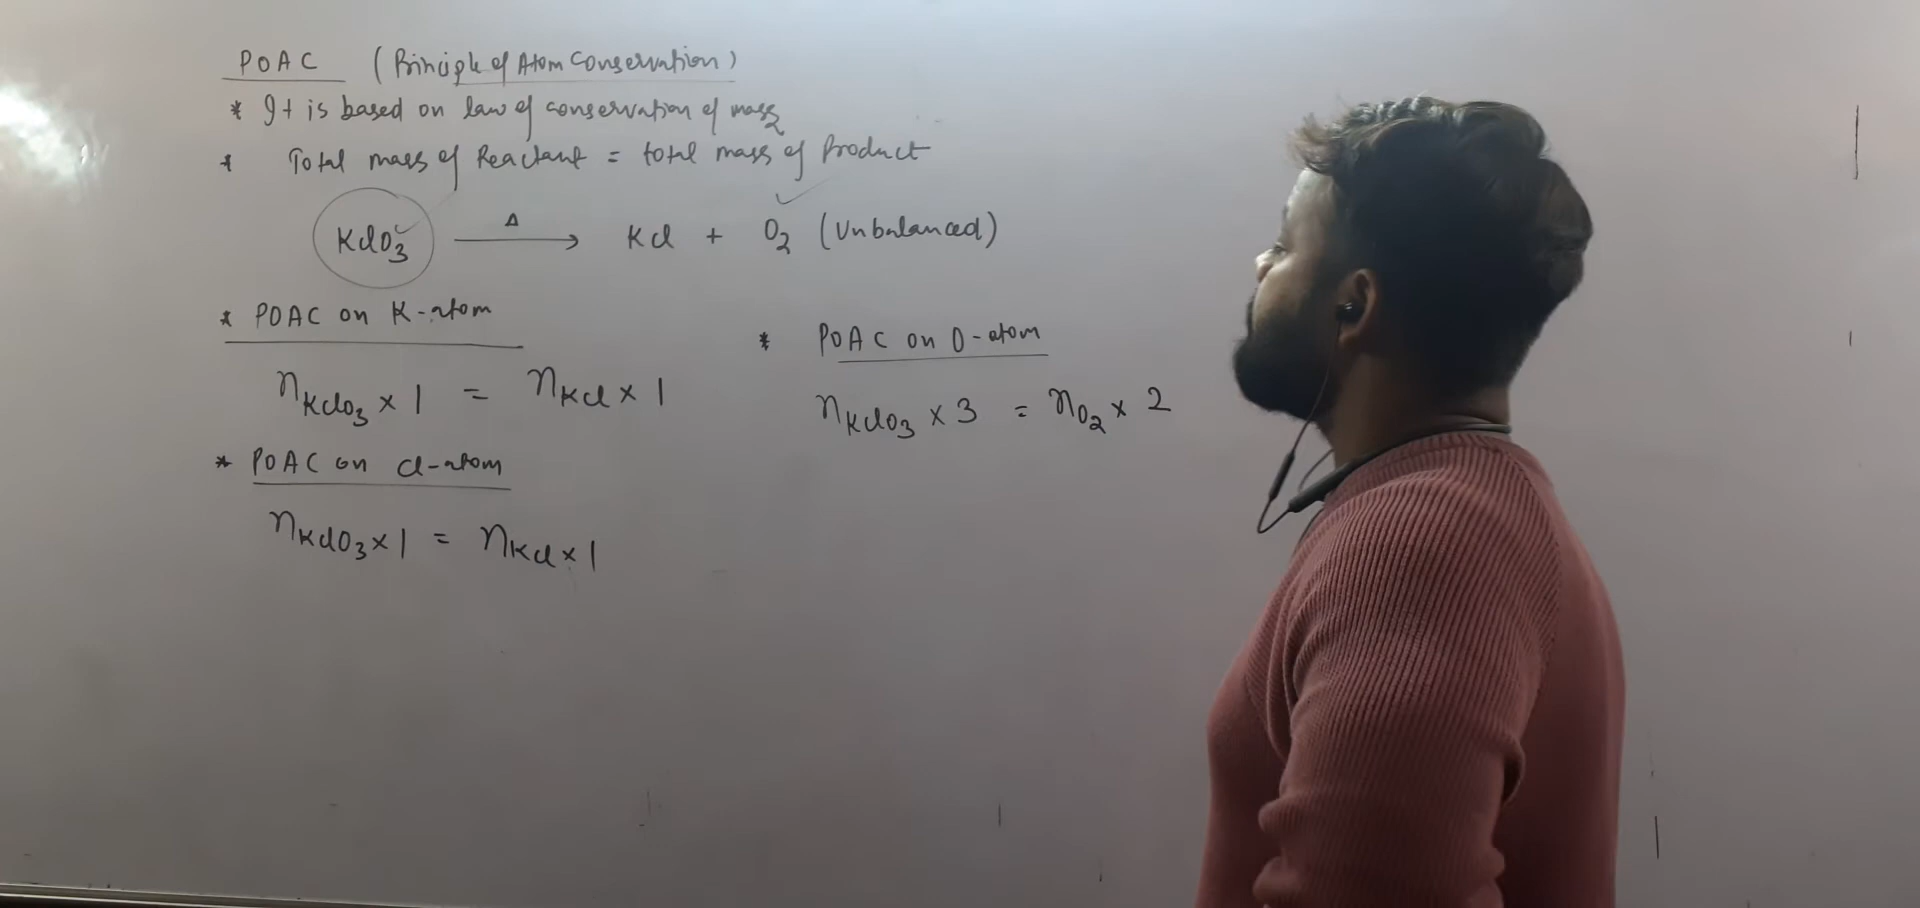 POAC (Principle of Atom Conservation)
* It is based on law of conservation of mass
* Total mass of Reactant = total mass of Product
KClO3 Δ→ KCl + O2 (Unbalanced)
* POAC on K-atom
nKClO3 × 1 = nKCl × 1
* POAC on Cl-atom
nKClO3 × 1 = nKCl × 1
* POAC on O-atom
nKClO3 × 3 = nO2 × 2